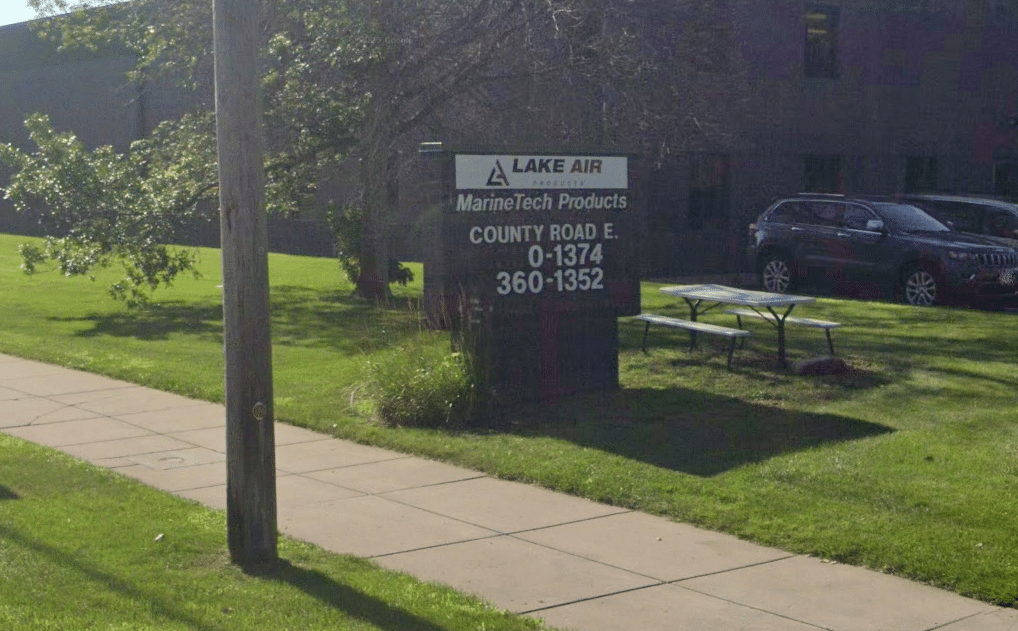 LAKE AIR
PRODUCTS
MarineTech Products
COUNTY ROAD E.
0-1374
360-1352